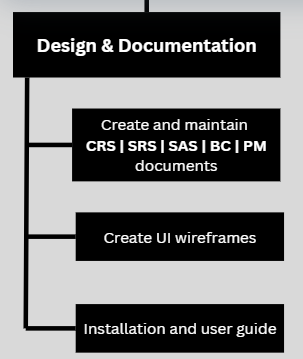 Design & Documentation
Create and maintain
CRS | SRS | SAS | BC | PM
documents
Create UI wireframes
Installation and user guide